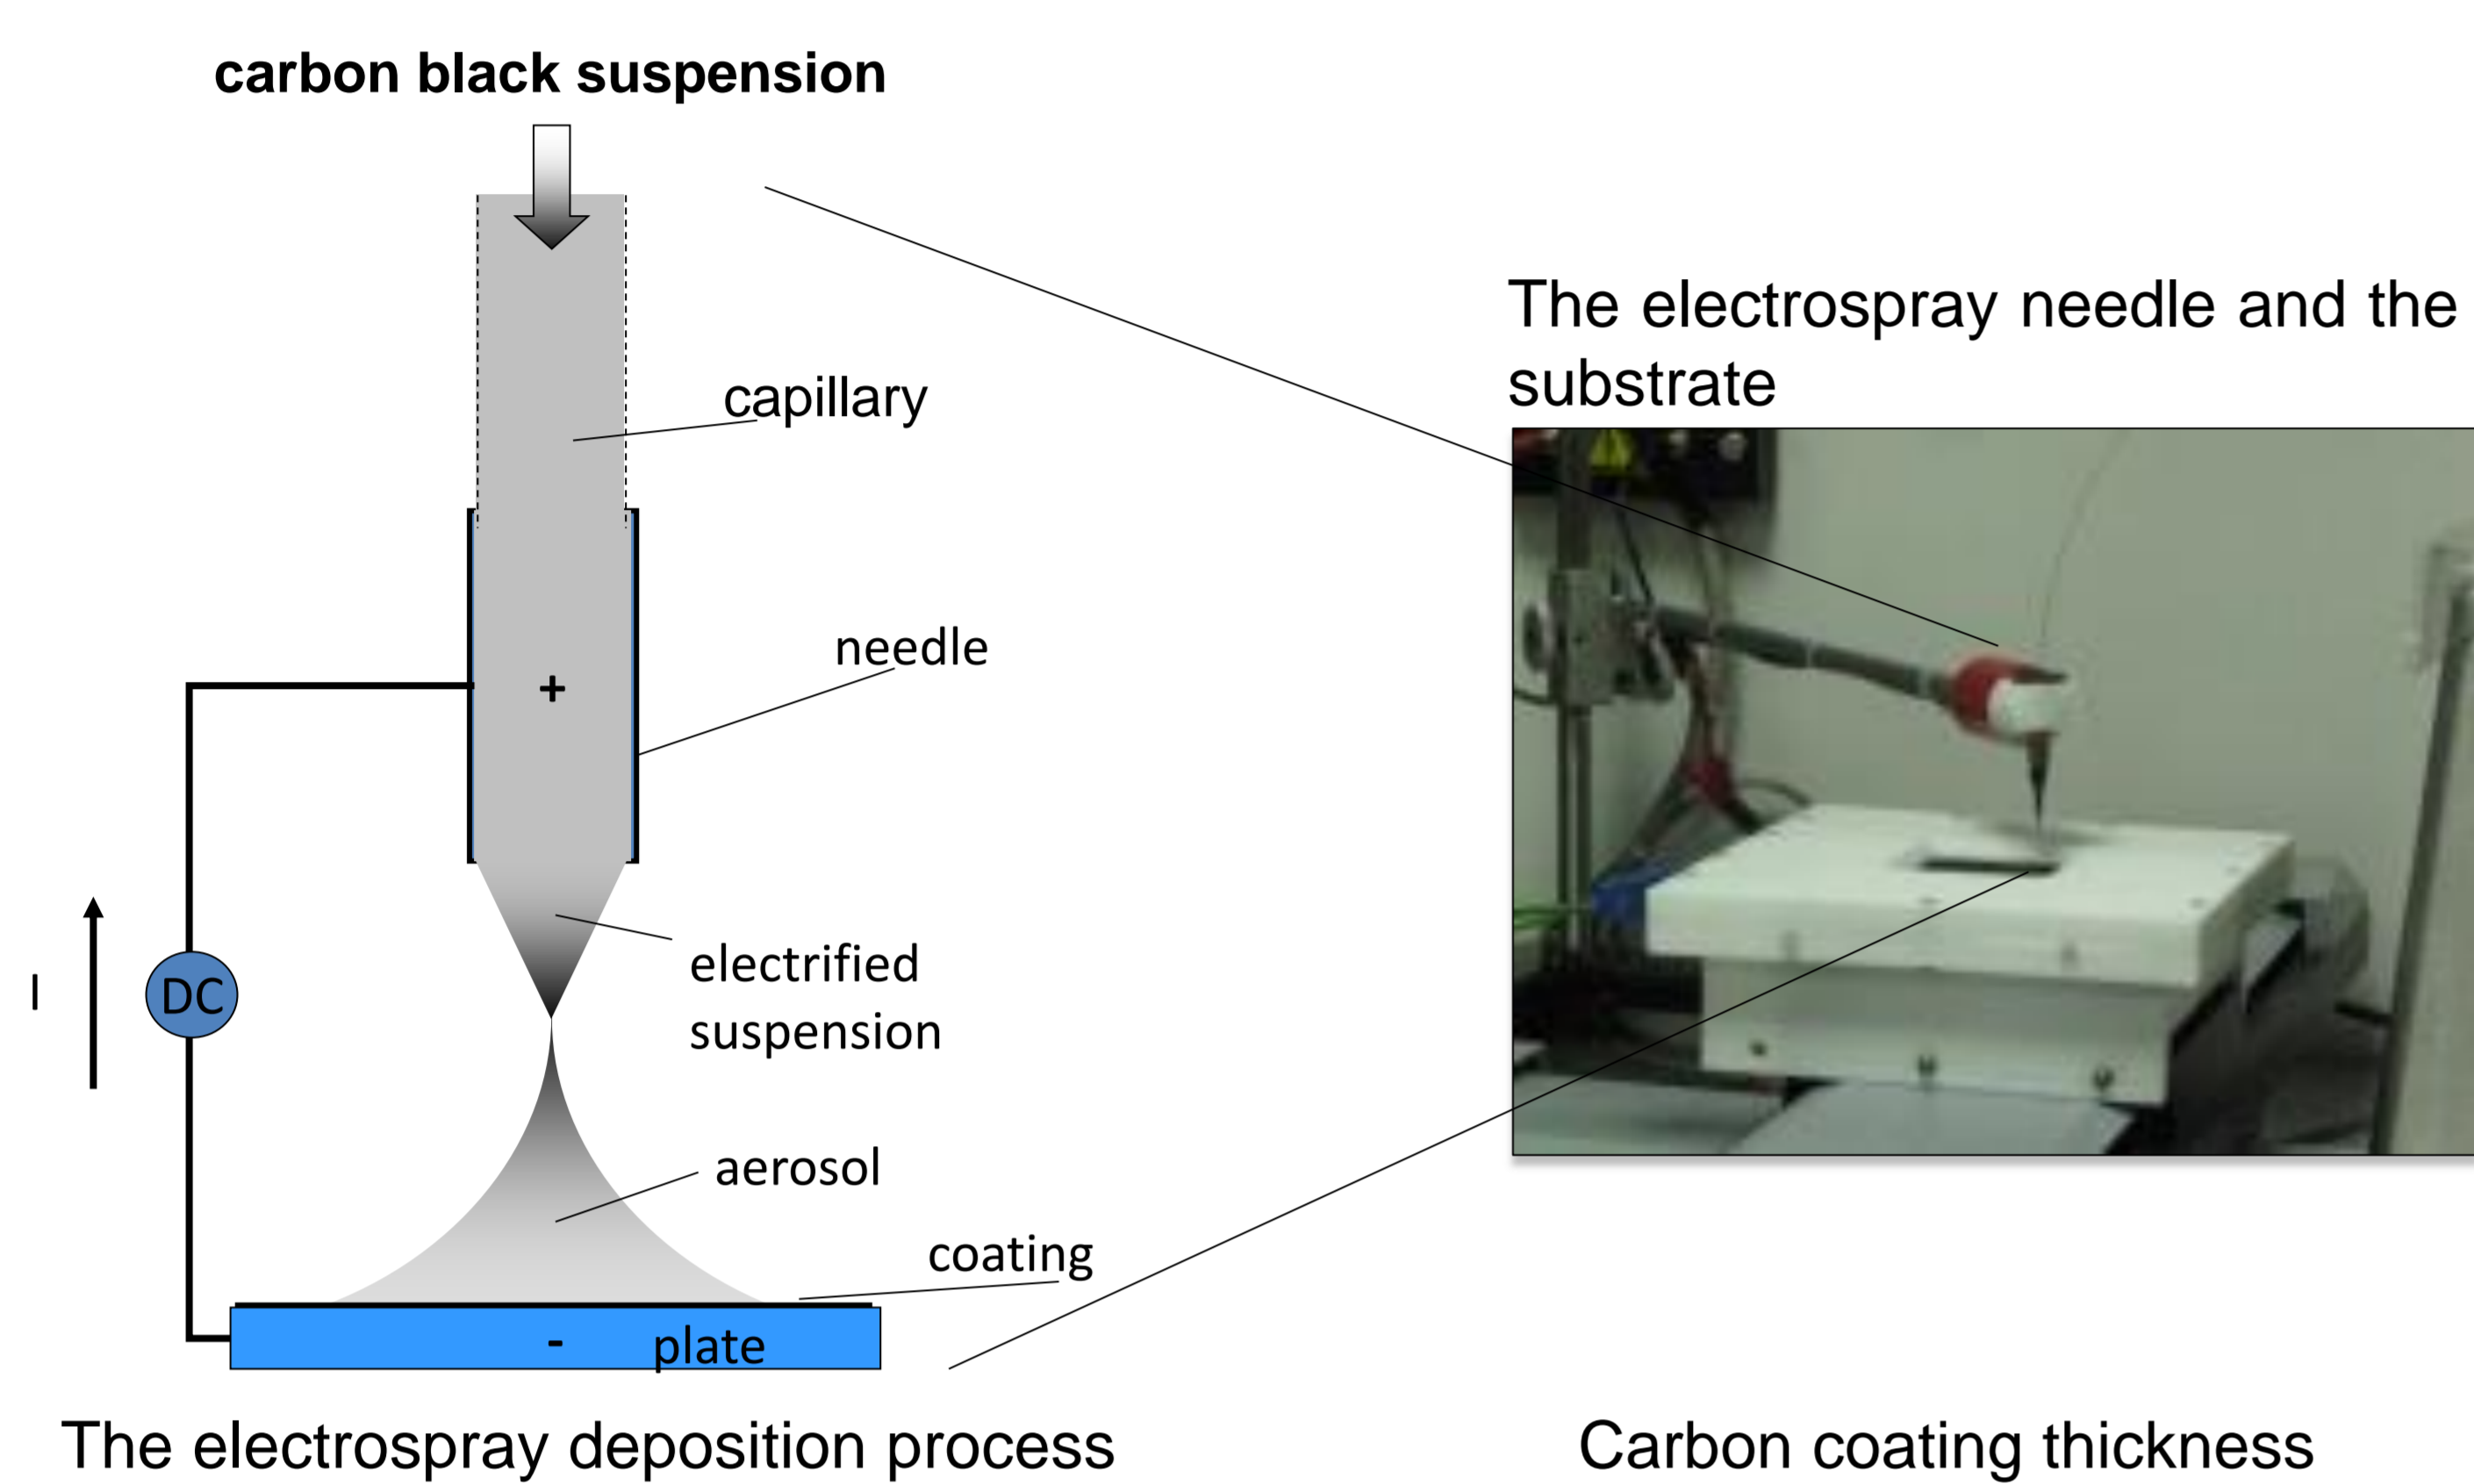 carbon black suspension
capillary
needle
+
DC
I
electrified
suspension
aerosol
coating
- plate
The electrospray deposition process
The electrospray needle and the
substrate
Carbon coating thickness